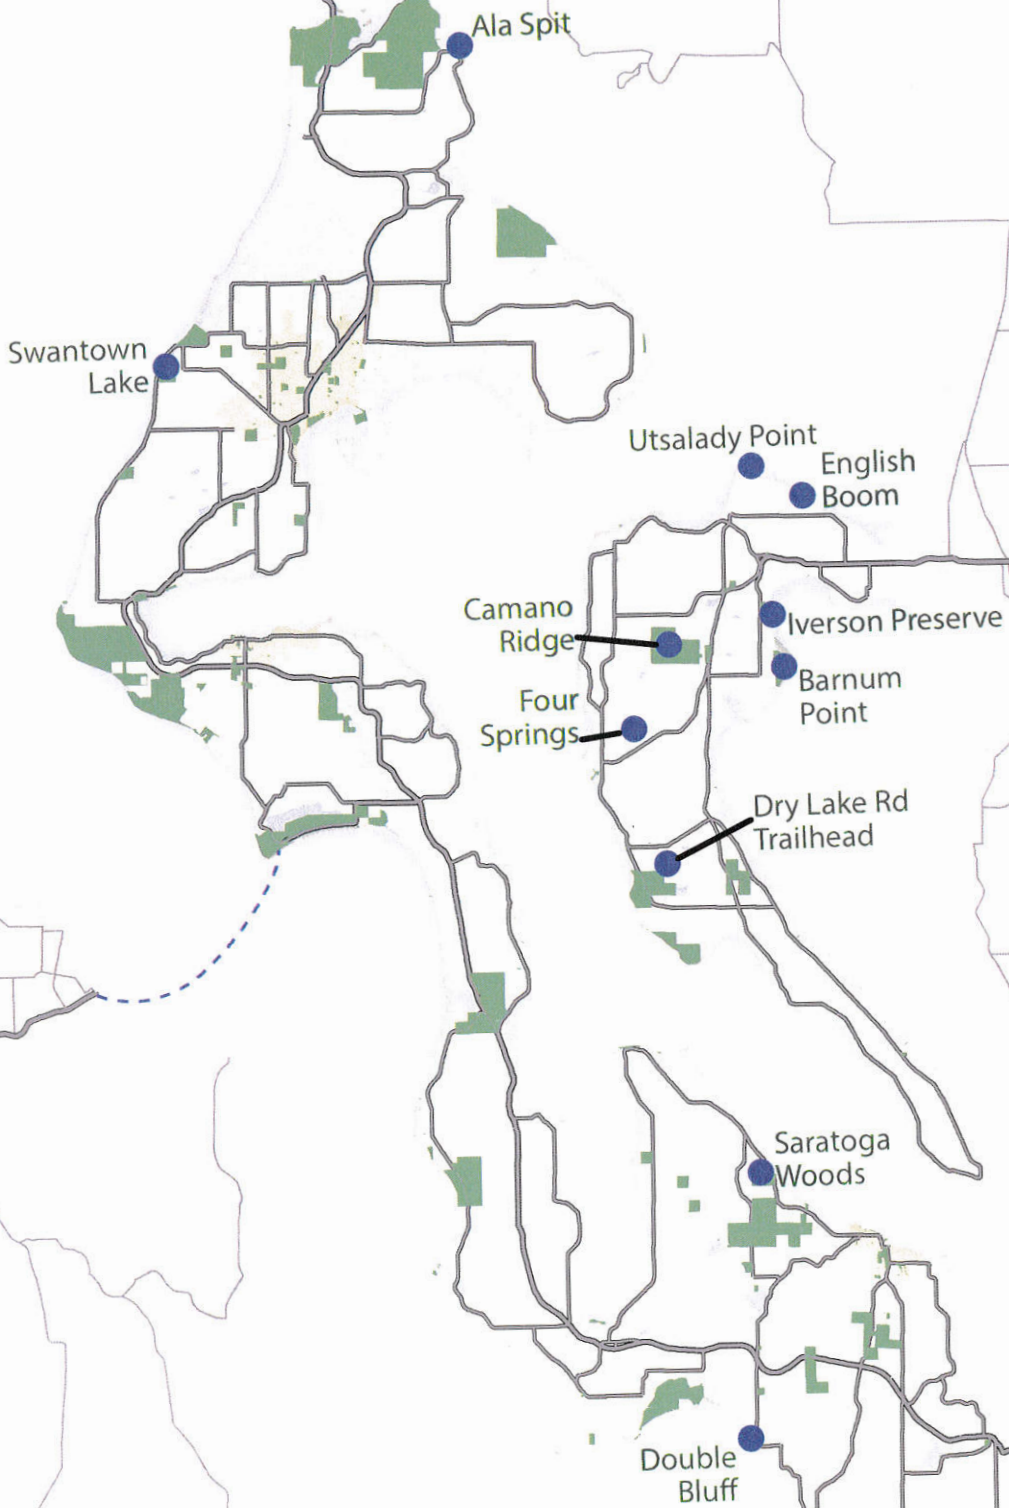 Ala Spit
Swantown
Lake
Utsalady Point
English
Boom
Camano
Ridge
Iverson Preserve
Barnum
Point
Four
Springs
Dry Lake Rd
Trailhead
Saratoga
Woods
Double
Bluff